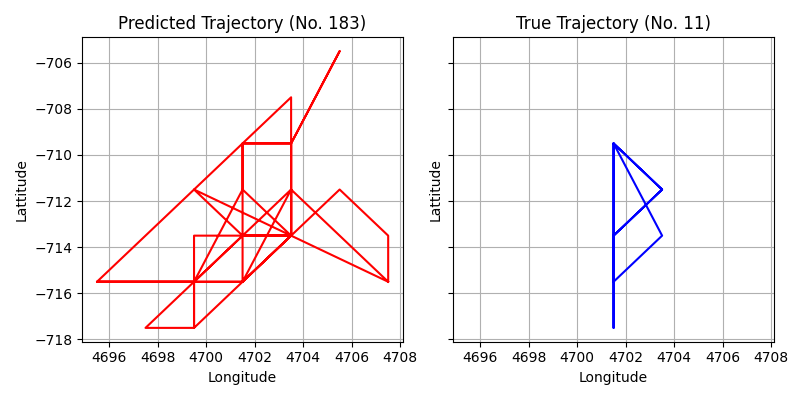 Predicted Trajectory (No. 183)
True Trajectory (No. 11)
Lattitude
−706
−708
−710
−712
−714
−716
−718
4696 4698 4700 4702 4704 4706 4708
Longitude
Lattitude
4696 4698 4700 4702 4704 4706 4708
Longitude